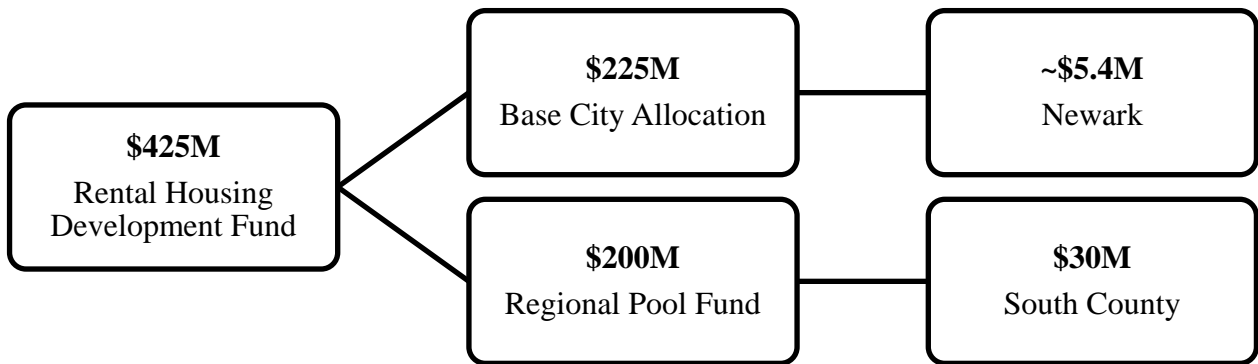 $425M
Rental Housing
Development Fund
$225M
Base City Allocation
~$5.4M
Newark
$200M
Regional Pool Fund
$30M
South County